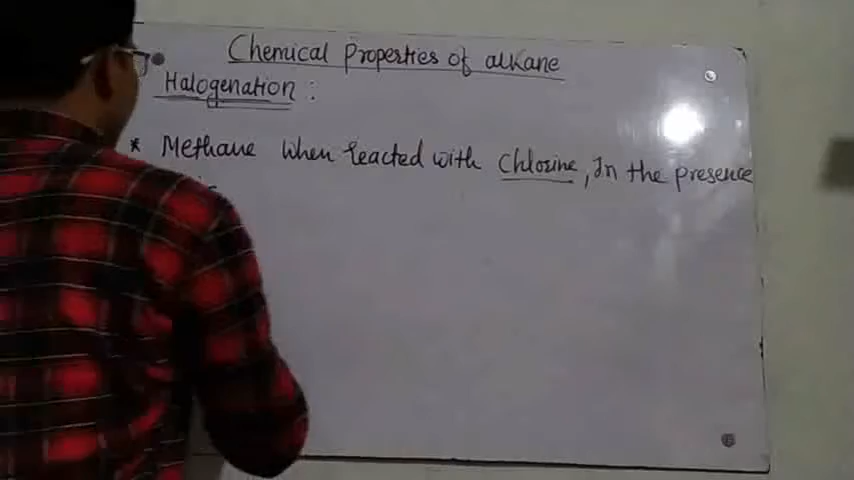 Chemical Properties of alkane
Halogenation :
* Methane When reacted with Chlorine, In the presence